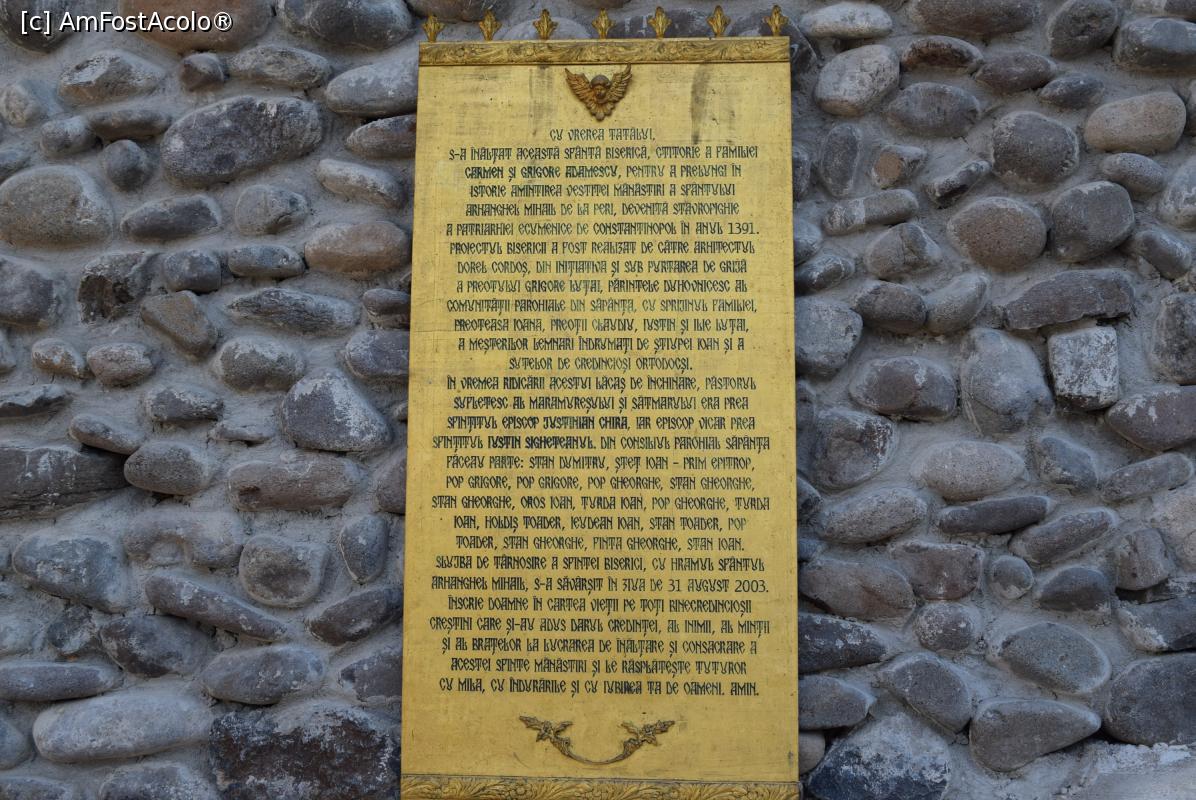 [c] AmFostAcolo®
CU VREREA TATĂLUI,
S-A ÎNĂLȚAT ACEASTĂ SFÂNTĂ BISERICĂ, CTITORIE A FAMILIEI
CARMEN ȘI GRIGORE ADAMESCU, PENTRU A PRELUNGI ÎN
ISTORIE AMINTIREA VESTITEI MĂNĂSTIRI A SFÂNTULUI
ARHANGHEL MIHAIL DE LA PERI, DEVENITĂ STAVROPIGHIE
A PATRIARHIEI ECUMENICE DE CONSTANTINOPOL ÎN ANUL 1391.
PROIECTUL BISERICII A FOST REALIZAT DE CĂTRE ARHITECTUL
DOREL CORDOȘ, DIN INIȚIATIVA ȘI SUB PURTAREA DE GRIJĂ
A PREOTULUI GRIGORE LUȚAI, PĂRINTELE DUHOVNICESC AL
COMUNITĂȚII PAROHIALE DIN SĂPÂNȚA, CU SPRIJINUL FAMILIEI,
PREOTEASA IOANA, PREOȚII CLAUDIU, IUSTIN ȘI ILIE LUȚAI,
A MEȘTERILOR LEMNARI ÎNDRUMAȚI DE ȘTIUPEI IOAN ȘI A
SUTELOR DE CREDINCIOȘI ORTODOCȘI.
ÎN VREMEA RIDICĂRII ACESTUI LĂCAȘ DE ÎNCHINARE, PĂSTORUL
SUFLETESC AL MARAMUREȘULUI ȘI SĂTMARULUI ERA PREA
SFINȚITUL EPISCOP JUSTINIAN CHIRA, IAR EPISCOP VICAR PREA
SFINȚITUL IUSTIN SIGHETEANUL. DIN CONSILIUL PAROHIAL SĂPÂNȚA
FĂCEAU PARTE: STAN DUMITRU, ȘTEȚ IOAN – PRIM EPITROP,
POP GRIGORE, POP GRIGORE, POP GHEORGHE, STAN GHEORGHE,
STAN GHEORGHE, OROS IOAN, TURDA IOAN, POP GHEORGHE, TURDA
IOAN, HOLDIȘ TOADER, IEUDEAN IOAN, STAN TOADER, POP
TOADER, STAN GHEORGHE, PINTA GHEORGHE, STAN IOAN.
SLUJBA DE TÂRNOSIRE A SFINTEI BISERICI, CU HRAMUL SFÂNTUL
ARHANGHEL MIHAIL, S-A SĂVÂRȘIT ÎN ZIUA DE 31 AUGUST 2003.
ÎNSCRIE DOAMNE ÎN CARTEA VIEȚII PE TOȚI BINECREDINCIOȘII
CREȘTINI CARE ȘI-AU ADUS DARUL CREDINȚEI, AL INIMII, AL MINȚII
ȘI AL BRAȚELOR LA LUCRAREA DE ÎNĂLȚARE ȘI CONSACRARE A
ACESTEI SFINTE MĂNĂSTIRI ȘI LE RĂSPLĂTEȘTE TUTUROR
CU MILA, CU ÎNDURĂRILE ȘI CU IUBIREA TA DE OAMENI. AMIN.